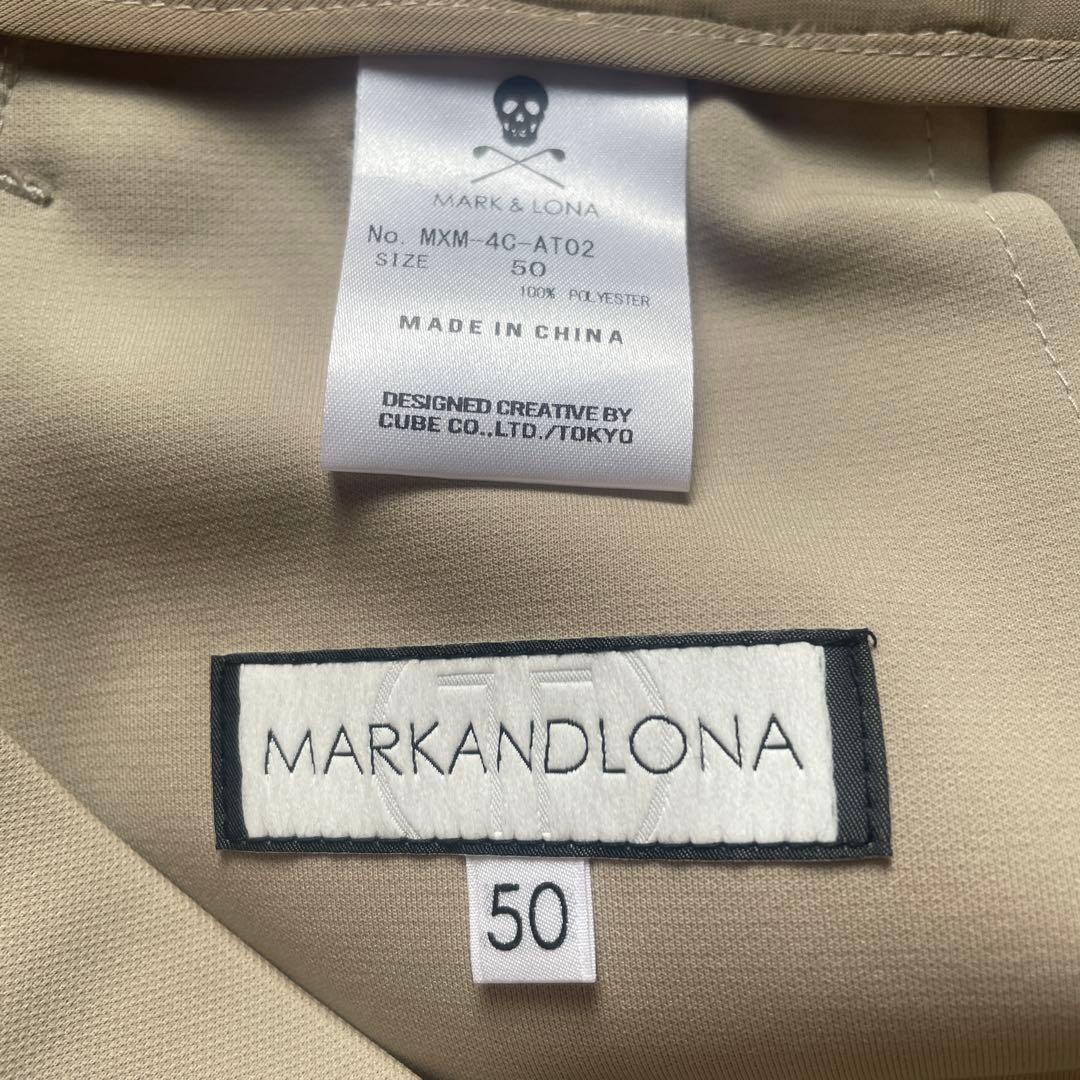 MARK & LONA
No. MXM-4C-AT02
SIZE 50
100% POLYESTER
MADE IN CHINA
DESIGNED CREATIVE BY
CUBE CO.,LTD./TOKYO
MARKANDLONA
50